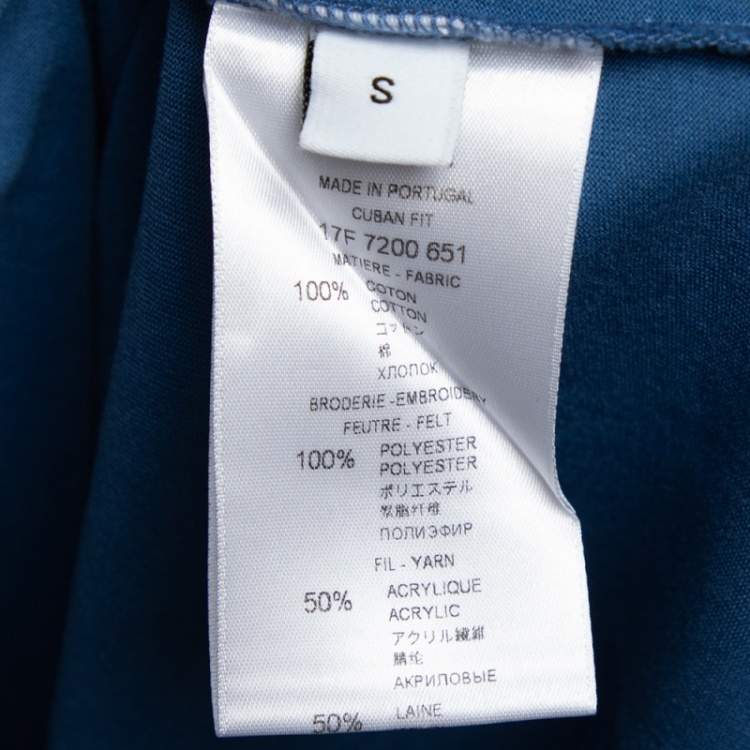 S
MADE IN PORTUGAL
CUBAN FIT
17F 7200 651
MATIERE - FABRIC
100% COTON
COTTON
コットン
棉
ХЛОПОК
BRODERIE -EMBROIDERY
FEUTRE - FELT
100% POLYESTER
POLYESTER
ポリエステル
聚脂纤维
ПОЛИЭФИР
FIL - YARN
50% ACRYLIQUE
ACRYLIC
アクリル繊維
腈纶
АКРИЛОВЫЕ
50% LAINE